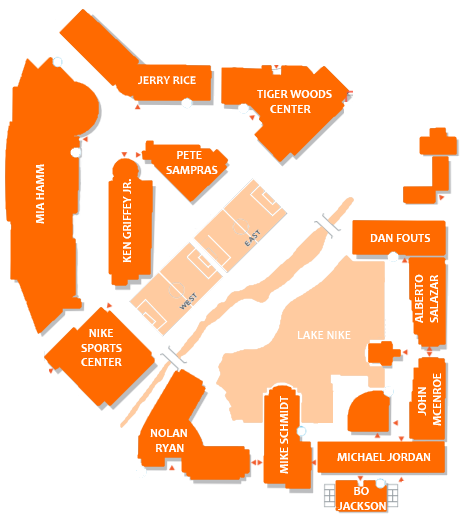 JERRY RICE
TIGER WOODS
CENTER
PETE
SAMPRAS
MIA HAMM
KEN GRIFFEY JR.
EAST
WEST
DAN FOUTS
ALBERTO
SALAZAR
LAKE NIKE
NIKE
SPORTS
CENTER
JOHN
MCENROE
MIKE SCHMIDT
NOLAN
RYAN
MICHAEL JORDAN
BO
JACKSON